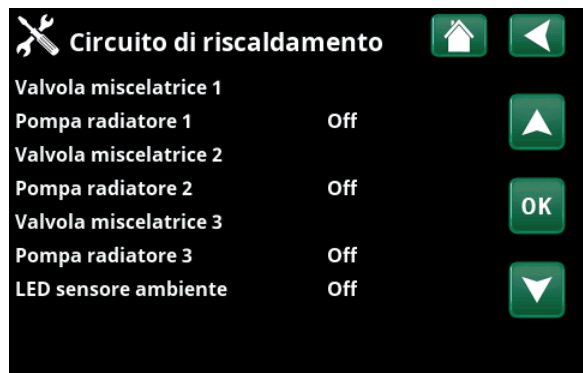 Circuito di riscaldamento
Valvola miscelatrice 1
Pompa radiatore 1 Off
Valvola miscelatrice 2
Pompa radiatore 2 Off
OK
Valvola miscelatrice 3
Pompa radiatore 3 Off
LED sensore ambiente Off